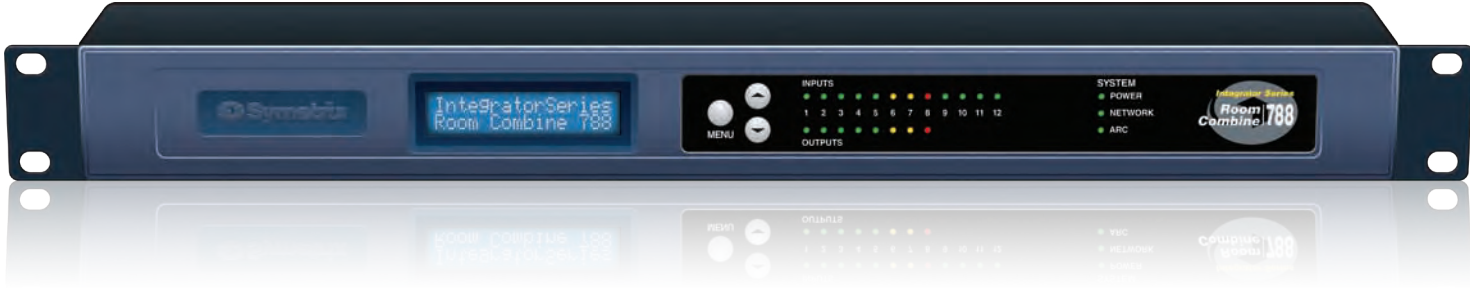 Symetrix
IntegratorSeries
Room Combine 788
MENU
INPUTS
1 2 3 4 5 6 7 8 9 10 11 12
OUTPUTS
SYSTEM
POWER
NETWORK
ARC
Integrator Series
Room
Combine 788